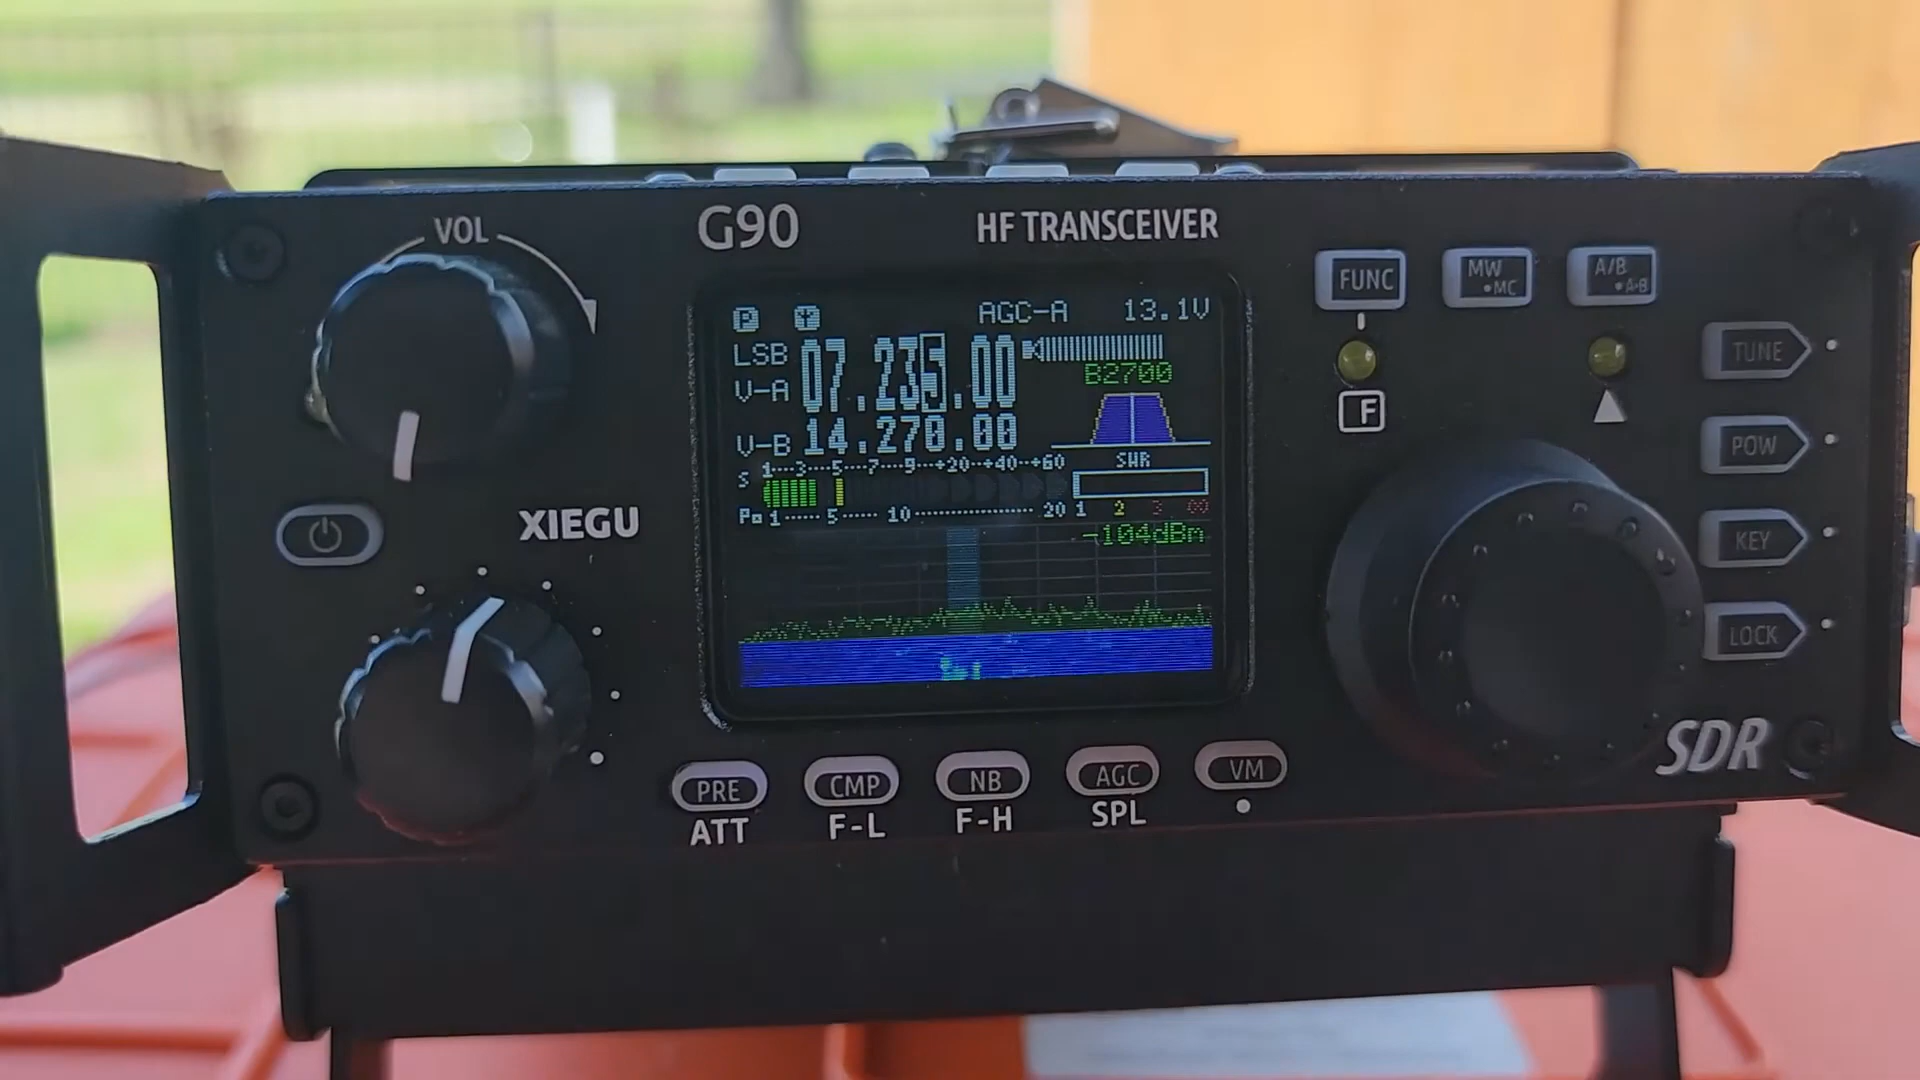 VOL
G90
HF TRANSCEIVER
FUNC
MW
•MC
A/B
•A▸B
P T AGC-A 13.1V
LSB 07.235.00
B2700
V-A
V-B 14.270.00
S 1---3---5---7---9--+20--+40--+60
SWR
Po 1-----5-----10-----------20
1 2 3 ∞
-104dBm
F
TUNE
POW
KEY
LOCK
XIEGU
SDR
PRE
CMP
NB
AGC
VM
ATT
F-L
F-H
SPL